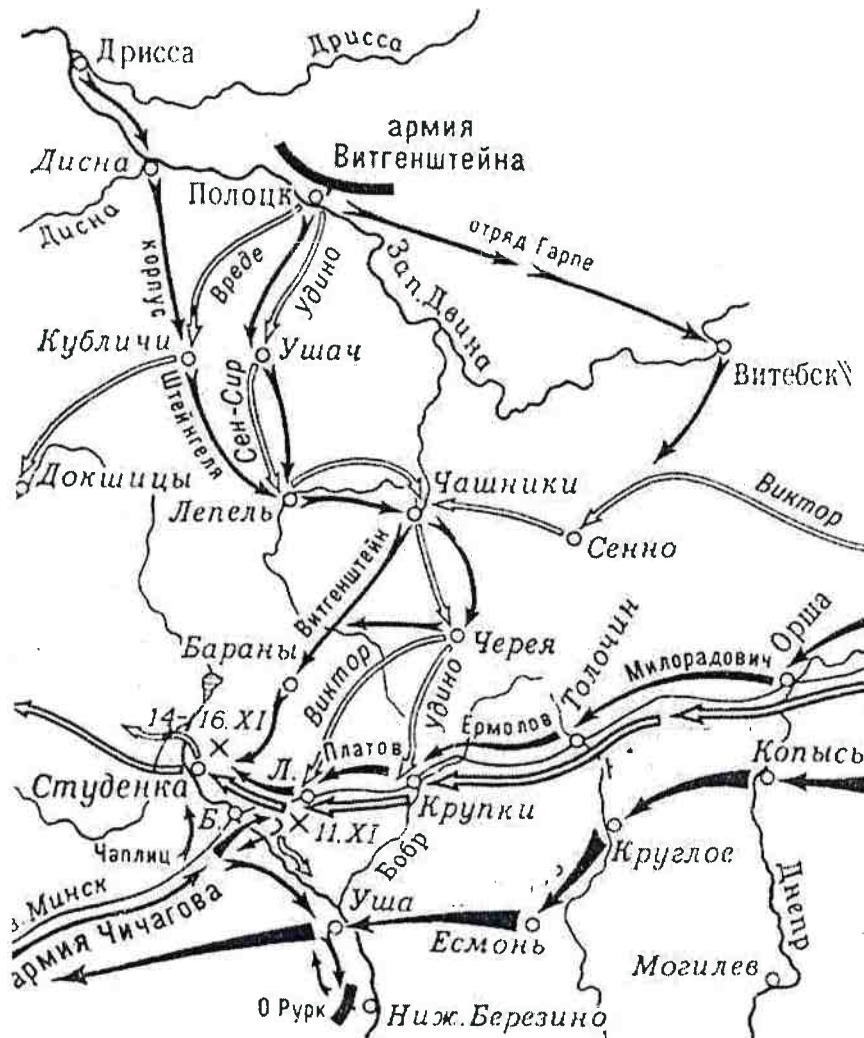 Дрисса
Дрисса
армия
Витгенштейна
Дисна
Дисна
Полоцк
отряд Гарпе
Зап. Двина
корпус
Штейнгеля
Вреде
Удино
Кубличи
Ушач
Сен-Сир
Витебск
Докшицы
Лепель
Чашники
Сенно
Виктор
Витгенштейн
Бараны
Черея
Виктор
Удино
Толочин
Милорадович
Орша
14-16.XI
Ермолов
Платов
Л.
Студенка
Крупки
Копысь
Б.
11.XI
Чаплиц
Бобр
Круглое
в. Минск
армия Чичагова
Уша
Есмонь
Днепр
Могилев
О Рурк
Ниж. Березино